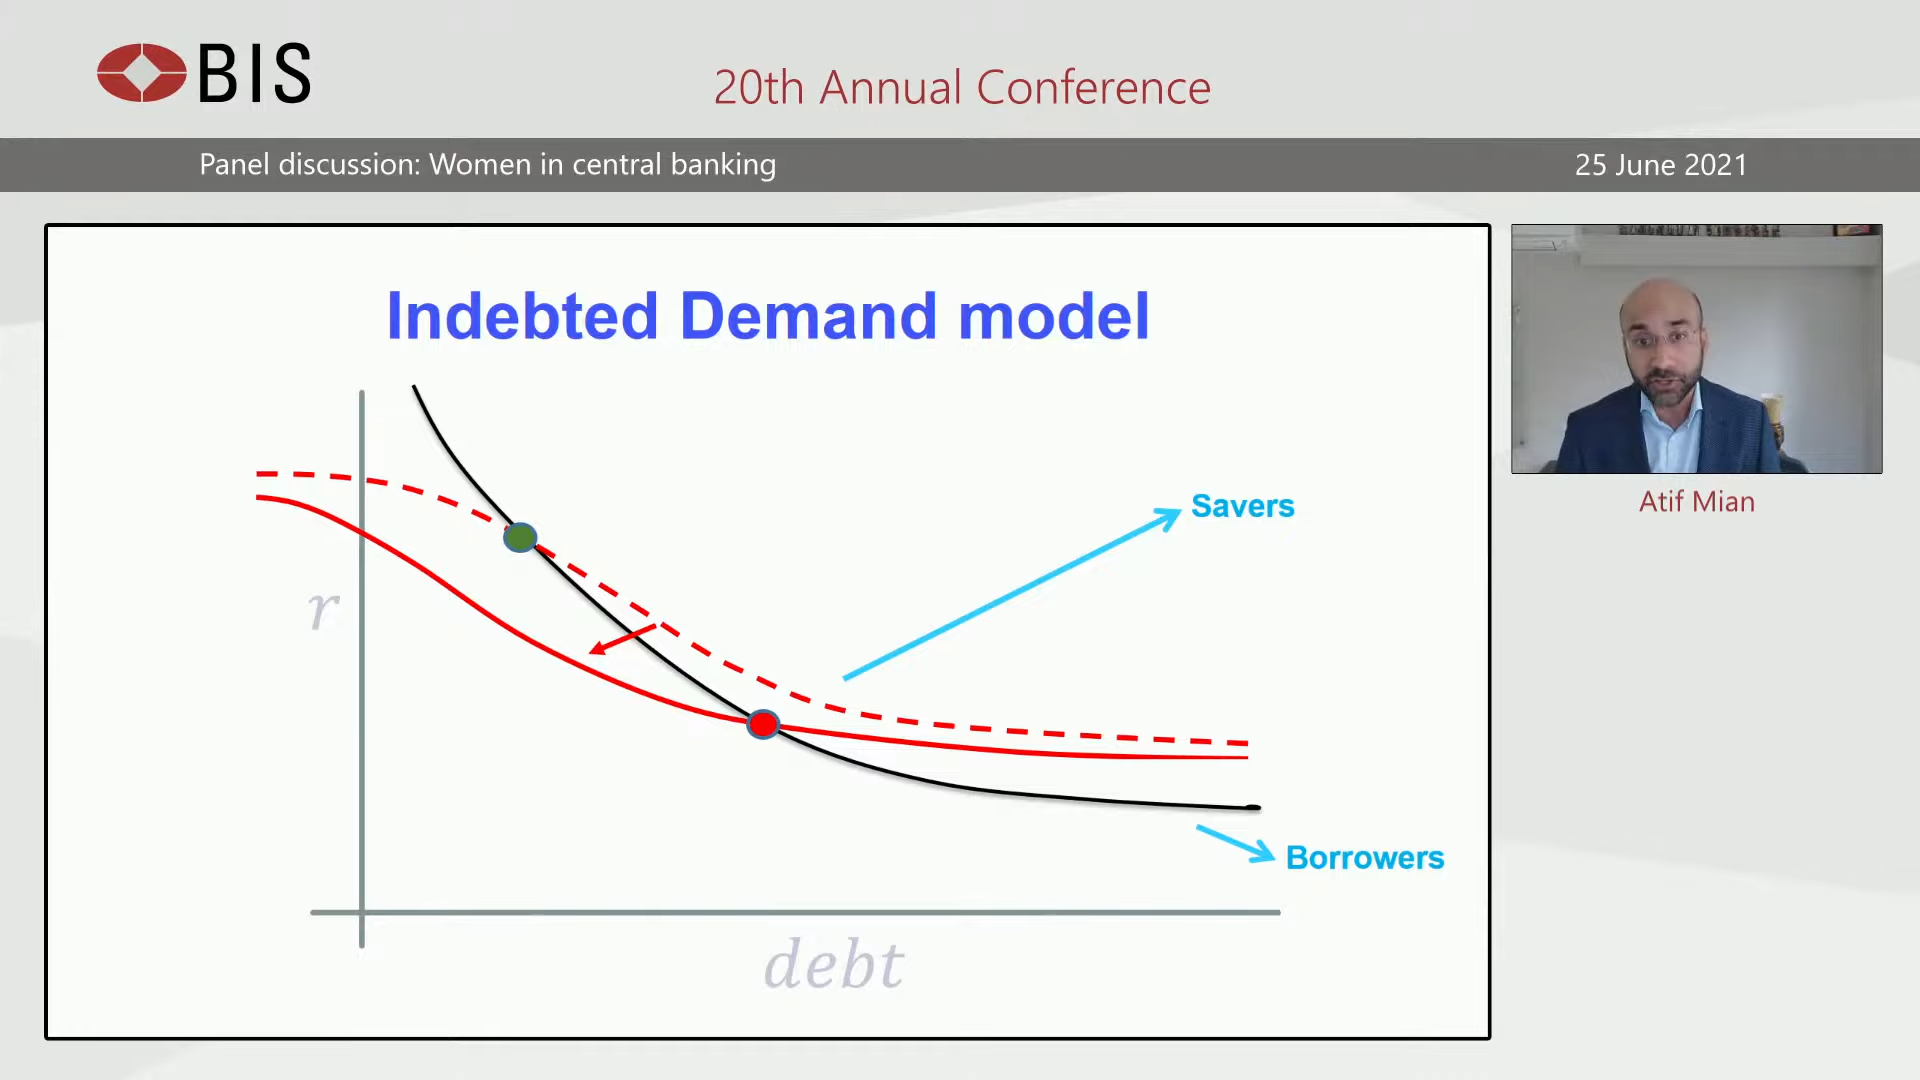 BIS
20th Annual Conference
Panel discussion: Women in central banking
25 June 2021
Indebted Demand model
Savers
Atif Mian
r
Borrowers
debt